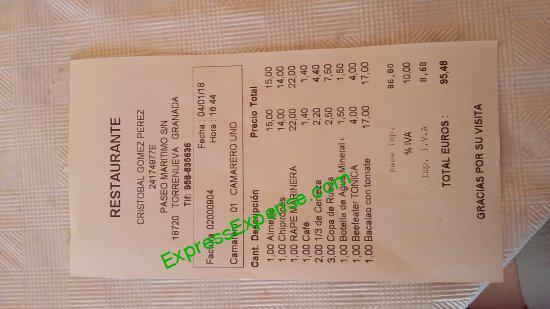 RESTAURANTE
CRISTOBAL GOMEZ PEREZ
24174977E
PASEO MARITIMO S/N
18720 TORRENUEVA GRANADA
Tlf: 958-835636
Factura 02000904 Fecha 04/01/18
Hora : 16:44
Camarero 01 CAMARERO UNO
Cant. Descripción Precio Total
1,00 Almejas 15,00 15,00
1,00 Chipirones 14,00 14,00
1,00 RAPE MARINERA 22,00 22,00
1,00 Café 1,40 1,40
2,00 1/3 de Cerveza 2,20 4,40
3,00 Copa de 2,50 7,50
1,00 Botella de Agua Mineral ( 1,50 1,50
1,00 Beefeater TONICA 4,00 4,00
1,00 Bacalao con tomate 17,00 17,00
Base Imp. 86,80
% IVA 10,00
Imp. I.V.A 8,68
TOTAL EUROS : 95,48
GRACIAS POR SU VISITA
ExpressExpense.com